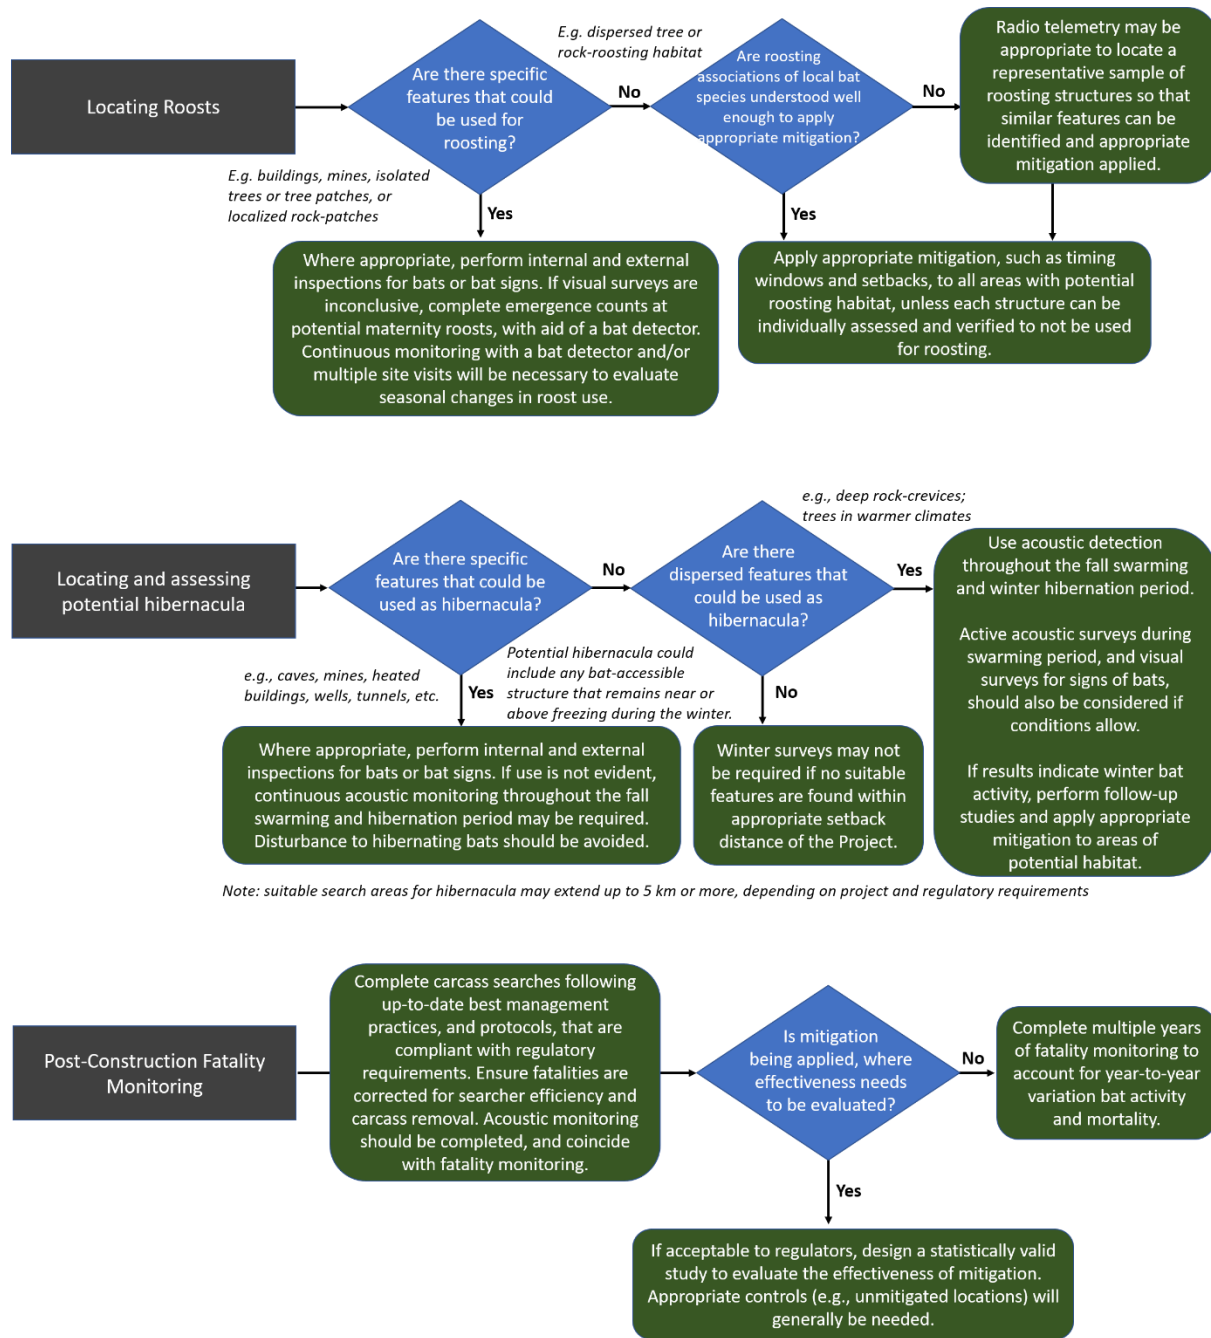 Locating Roosts
Are there specific
features that could
be used for
roosting?
E.g. buildings, mines, isolated
trees or tree patches, or
localized rock-patches
No
E.g. dispersed tree or
rock-roosting habitat
Are roosting
associations of local bat
species understood well
enough to apply
appropriate mitigation?
No
Radio telemetry may be
appropriate to locate a
representative sample of
roosting structures so that
similar features can be
identified and appropriate
mitigation applied.
Yes
Where appropriate, perform internal and external
inspections for bats or bat signs. If visual surveys are
inconclusive, complete emergence counts at
potential maternity roosts, with aid of a bat detector.
Continuous monitoring with a bat detector and/or
multiple site visits will be necessary to evaluate
seasonal changes in roost use.
Yes
Apply appropriate mitigation, such as timing
windows and setbacks, to all areas with potential
roosting habitat, unless each structure can be
individually assessed and verified to not be used
for roosting.
Locating and assessing
potential hibernacula
Are there specific
features that could be
used as hibernacula?
e.g., caves, mines, heated
buildings, wells, tunnels, etc.
No
Potential hibernacula could
include any bat-accessible
structure that remains near or
above freezing during the winter.
Are there
dispersed features that
could be used as
hibernacula?
e.g., deep rock-crevices;
trees in warmer climates
Yes
Use acoustic detection
throughout the fall swarming
and winter hibernation period.
Active acoustic surveys during
swarming period, and visual
surveys for signs of bats,
should also be considered if
conditions allow.
If results indicate winter bat
activity, perform follow-up
studies and apply appropriate
mitigation to areas of
potential habitat.
Yes
Where appropriate, perform internal and external
inspections for bats or bat signs. If use is not evident,
continuous acoustic monitoring throughout the fall
swarming and hibernation period may be required.
Disturbance to hibernating bats should be avoided.
No
Winter surveys may not
be required if no suitable
features are found within
appropriate setback
distance of the Project.
Note: suitable search areas for hibernacula may extend up to 5 km or more, depending on project and regulatory requirements
Post-Construction Fatality
Monitoring
Complete carcass searches following
up-to-date best management
practices, and protocols, that are
compliant with regulatory
requirements. Ensure fatalities are
corrected for searcher efficiency and
carcass removal. Acoustic monitoring
should be completed, and coincide
with fatality monitoring.
Is mitigation
being applied, where
effectiveness needs
to be evaluated?
No
Complete multiple years
of fatality monitoring to
account for year-to-year
variation bat activity
and mortality.
Yes
If acceptable to regulators, design a statistically valid
study to evaluate the effectiveness of mitigation.
Appropriate controls (e.g., unmitigated locations) will
generally be needed.